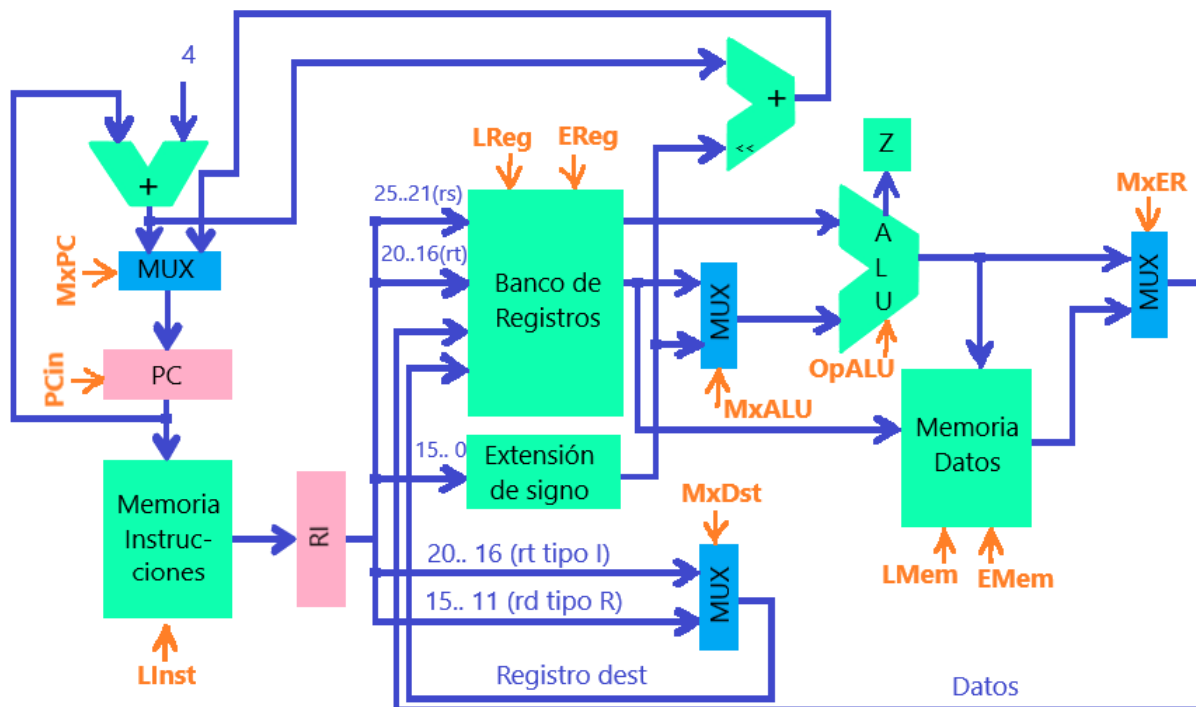 4
+
+
<<
LReg
EReg
Z
MxER
25..21(rs)
20..16(rt)
MxPC
MUX
Banco de
Registros
MUX
A
L
U
MUX
PCin
PC
OpALU
MxALU
Memoria
Datos
15.. 0
Extensión
de signo
Memoria
Instruc-
ciones
RI
MxDst
20.. 16 (rt tipo I)
15.. 11 (rd tipo R)
MUX
LMem
EMem
LInst
Registro dest
Datos